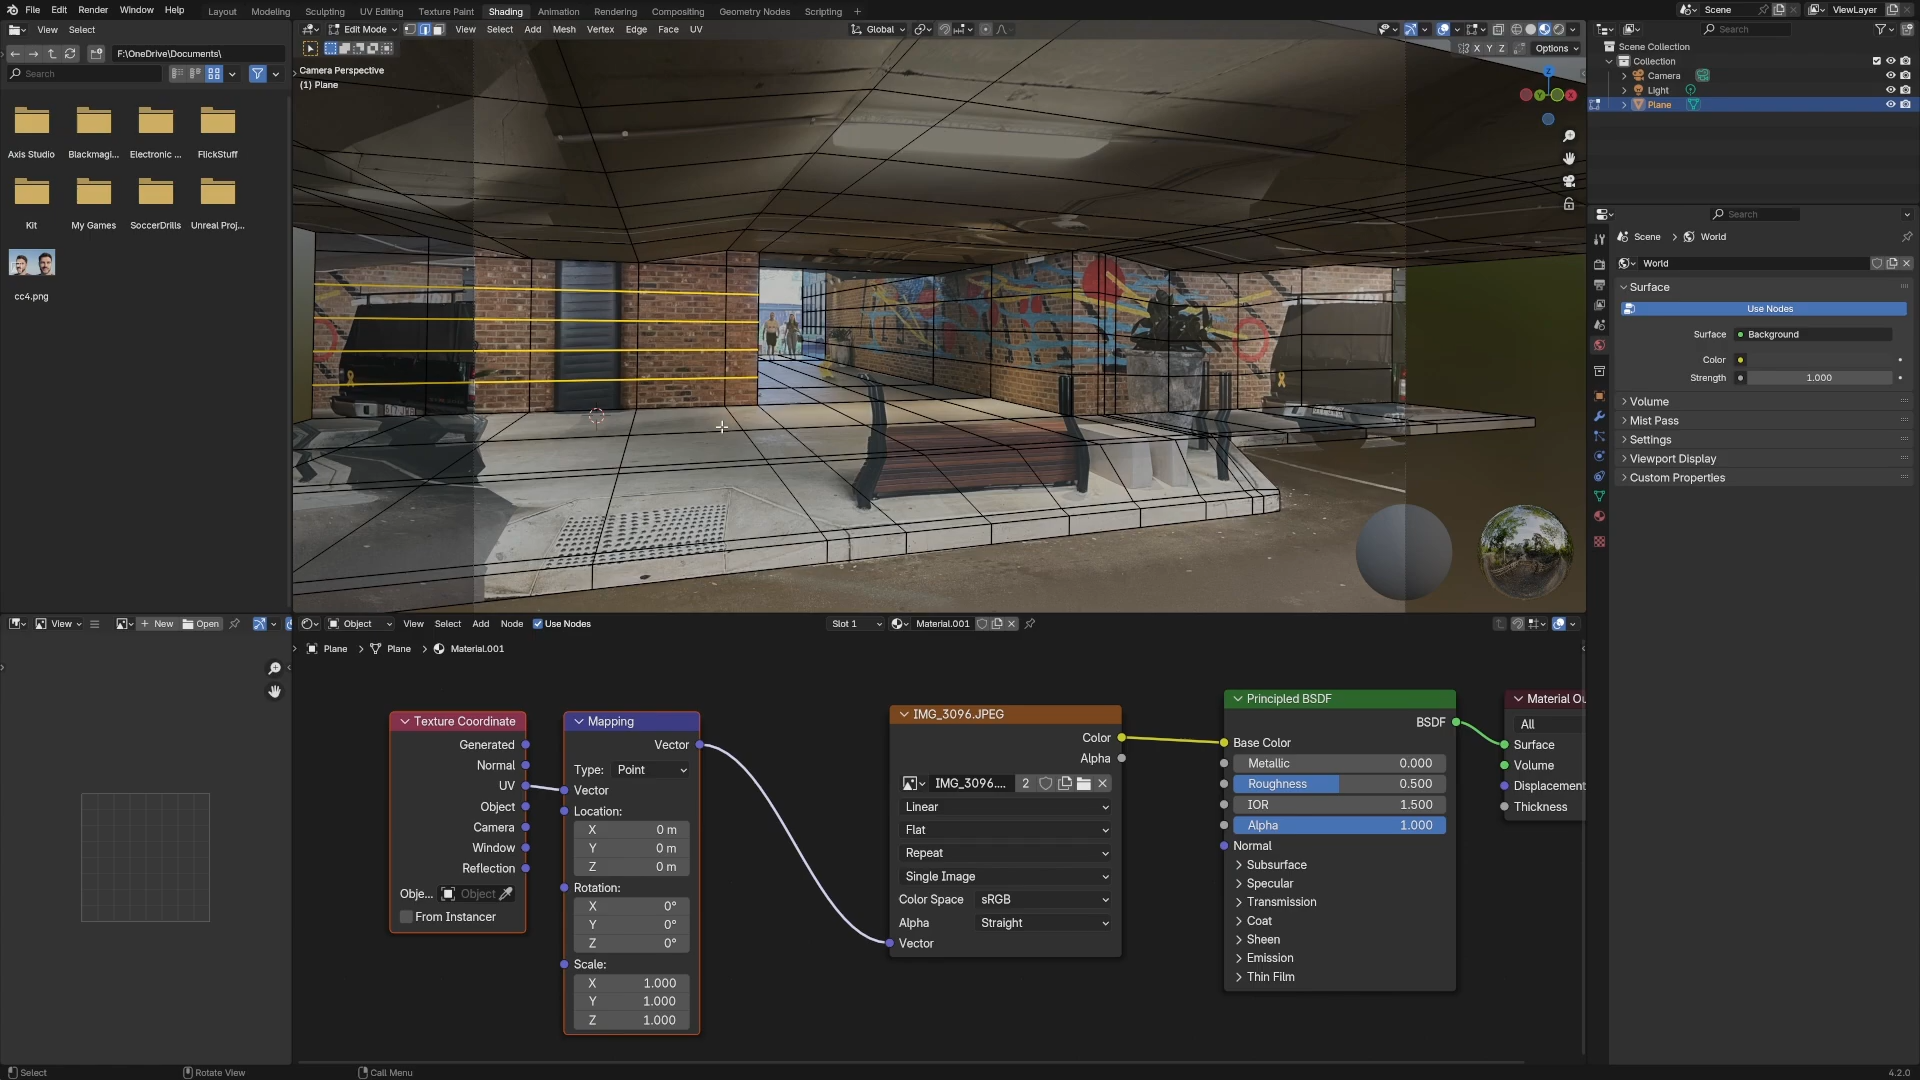 File Edit Render Window Help Layout Modeling Sculpting UV Editing Texture Paint Shading Animation Rendering Compositing Geometry Nodes Scripting + Scene ViewLayer
View Select
F:\OneDrive\Documents\
Search
Axis Studio Blackmagi... Electronic ... FlickStuff
Kit My Games SoccerDrills Unreal Proj...
cc4.png
Edit Mode View Select Add Mesh Vertex Edge Face UV Global
X Y Z Options
Camera Perspective
(1) Plane
Search
Scene Collection
Collection
Camera
Light
Plane
Search
Scene > World
World
Surface
Use Nodes
Surface Background
Color
Strength 1.000
Volume
Mist Pass
Settings
Viewport Display
Custom Properties
View New Open
Object View Select Add Node Use Nodes Slot 1 Material.001
Plane > Plane > Material.001
Texture Coordinate
Generated
Normal
UV
Object
Camera
Window
Reflection
Obje... Object
From Instancer
Mapping
Vector
Type: Point
Vector
Location:
X 0 m
Y 0 m
Z 0 m
Rotation:
X 0°
Y 0°
Z 0°
Scale:
X 1.000
Y 1.000
Z 1.000
IMG_3096.JPEG
Color
Alpha
IMG_3096.... 2
Linear
Flat
Repeat
Single Image
Color Space sRGB
Alpha Straight
Vector
Principled BSDF
BSDF
Base Color
Metallic 0.000
Roughness 0.500
IOR 1.500
Alpha 1.000
Normal
Subsurface
Specular
Transmission
Coat
Sheen
Emission
Thin Film
Material Ou
All
Surface
Volume
Displacement
Thickness
Select Rotate View Call Menu 4.2.0